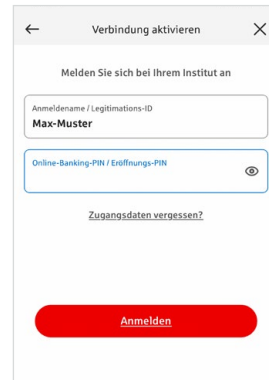 Verbindung aktivieren
Melden Sie sich bei Ihrem Institut an
Anmeldename / Legitimations-ID
Max-Muster
Online-Banking-PIN / Eröffnungs-PIN
Zugangsdaten vergessen?
Anmelden